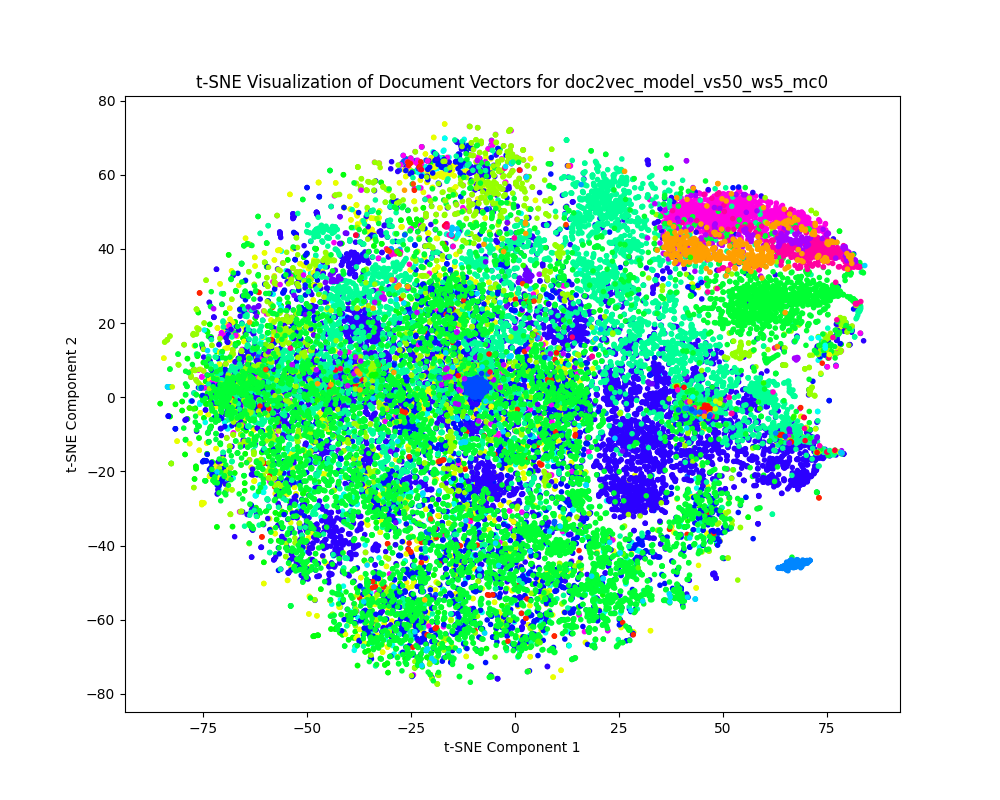 t-SNE Visualization of Document Vectors for doc2vec_model_vs50_ws5_mc0
80
60
40
20
0
−20
−40
−60
−80
t-SNE Component 2
−75 −50 −25 0 25 50 75
t-SNE Component 1